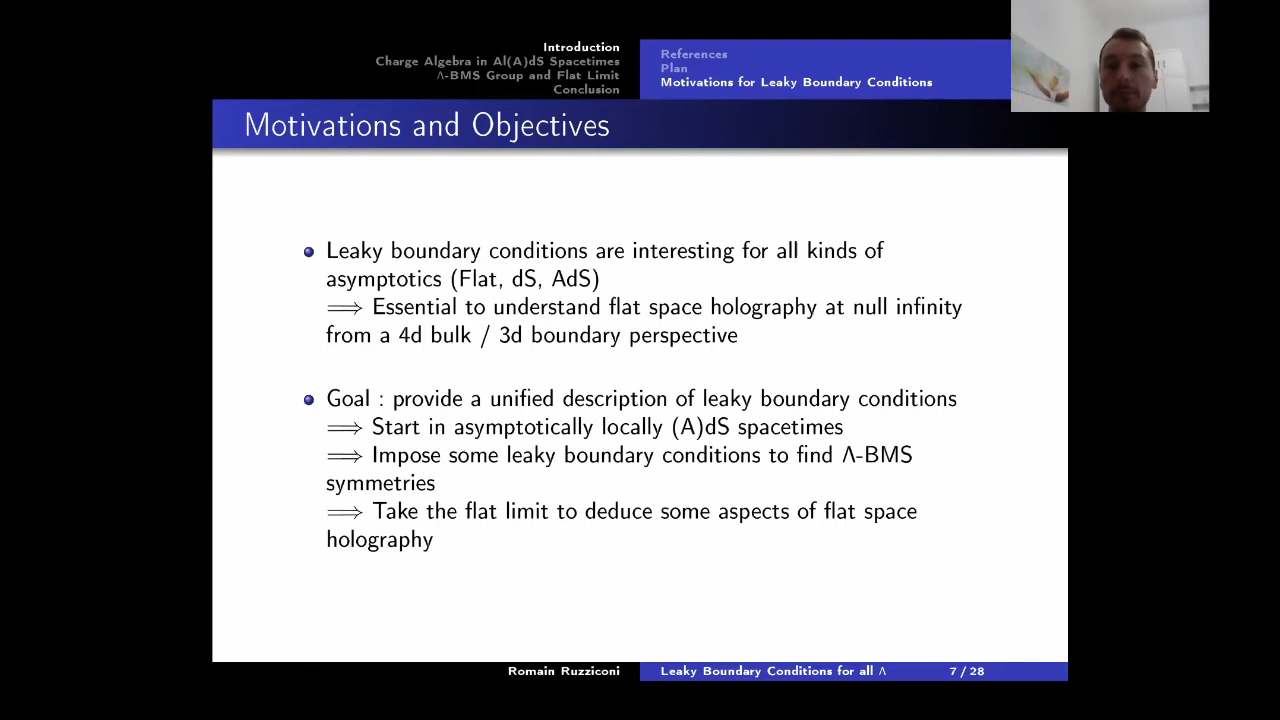 Introduction
Charge Algebra in Al(A)dS Spacetimes
Λ-BMS Group and Flat Limit
Conclusion
References
Plan
Motivations for Leaky Boundary Conditions
Motivations and Objectives
Leaky boundary conditions are interesting for all kinds of
asymptotics (Flat, dS, AdS)
⟹ Essential to understand flat space holography at null infinity
from a 4d bulk / 3d boundary perspective
Goal : provide a unified description of leaky boundary conditions
⟹ Start in asymptotically locally (A)dS spacetimes
⟹ Impose some leaky boundary conditions to find Λ-BMS
symmetries
⟹ Take the flat limit to deduce some aspects of flat space
holography
Romain Ruzziconi
Leaky Boundary Conditions for all Λ
7 / 28